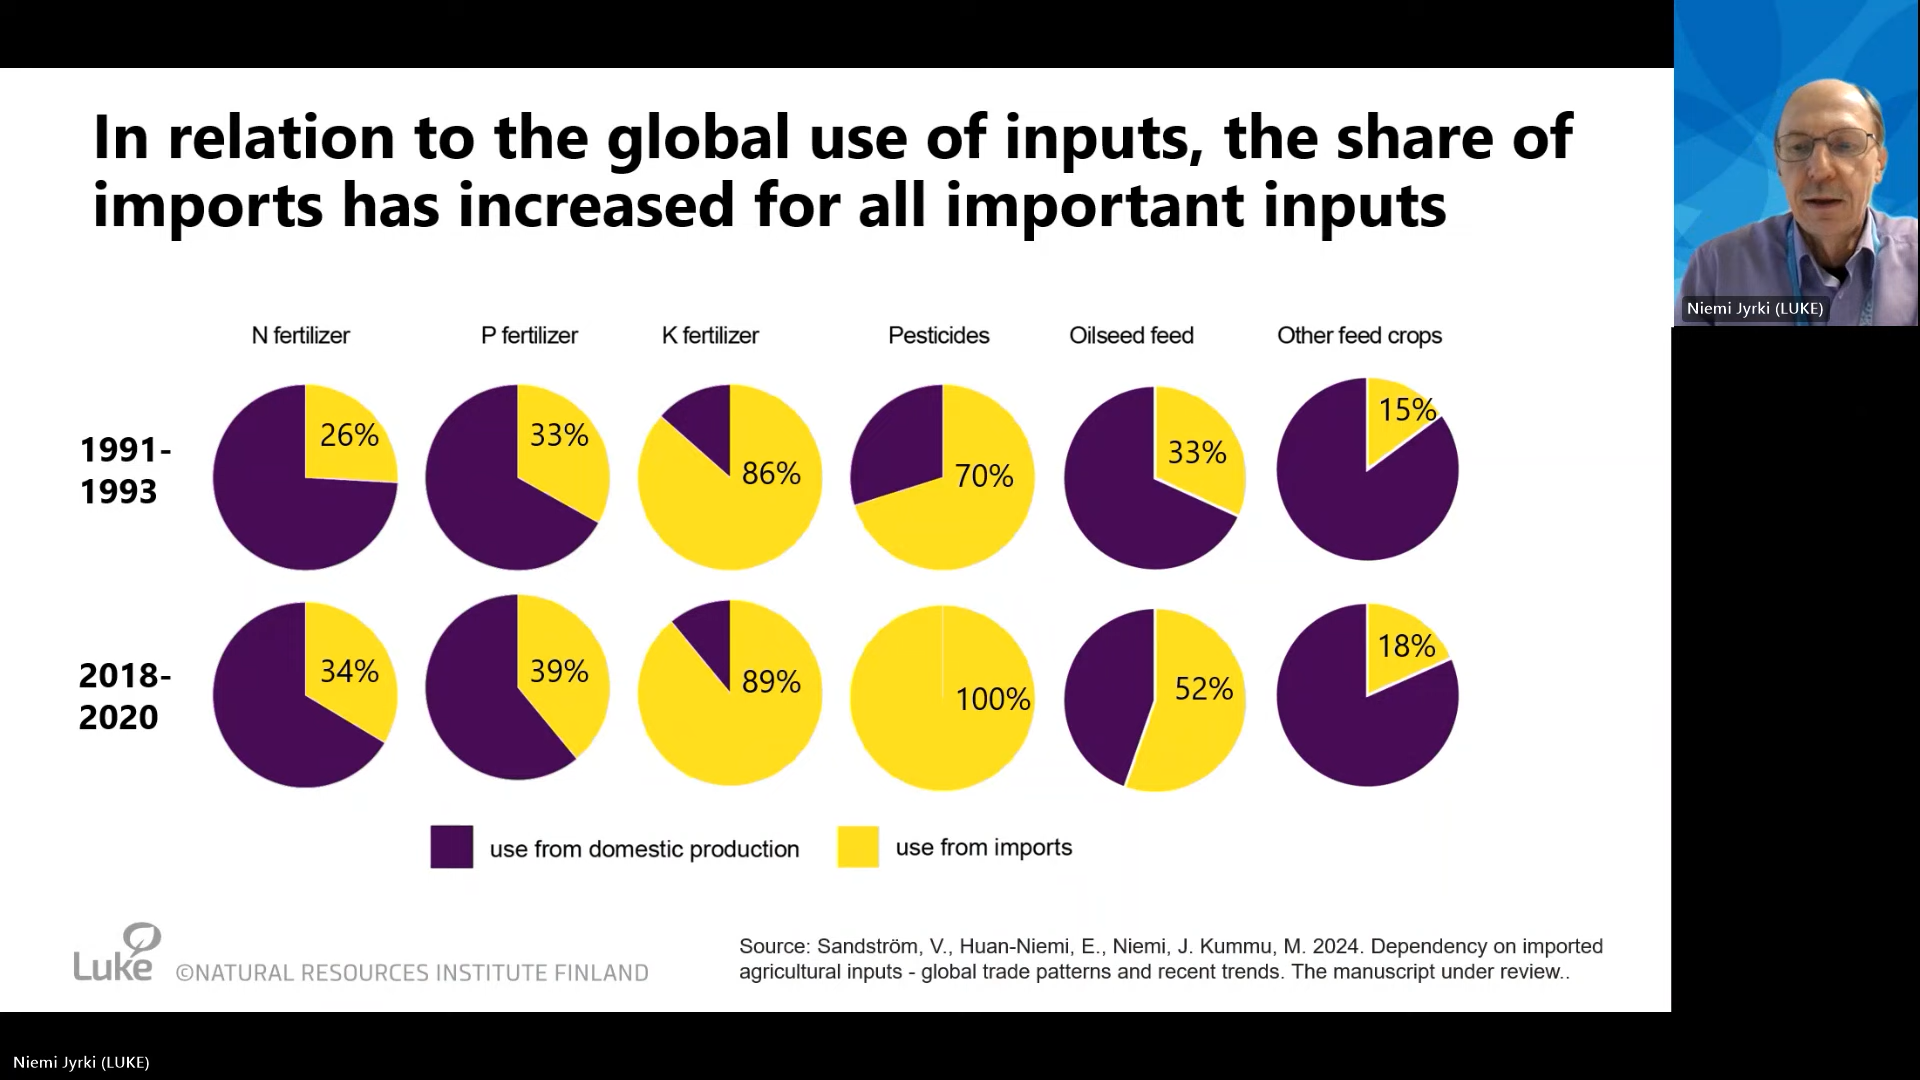 In relation to the global use of inputs, the share of
imports has increased for all important inputs
N fertilizer
P fertilizer
K fertilizer
Pesticides
Oilseed feed
Other feed crops
1991-
1993
26%
33%
86%
70%
33%
15%
2018-
2020
34%
39%
89%
100%
52%
18%
use from domestic production
use from imports
Luke
©NATURAL RESOURCES INSTITUTE FINLAND
Source: Sandström, V., Huan-Niemi, E., Niemi, J. Kummu, M. 2024. Dependency on imported
agricultural inputs - global trade patterns and recent trends. The manuscript under review..
Niemi Jyrki (LUKE)
Niemi Jyrki (LUKE)